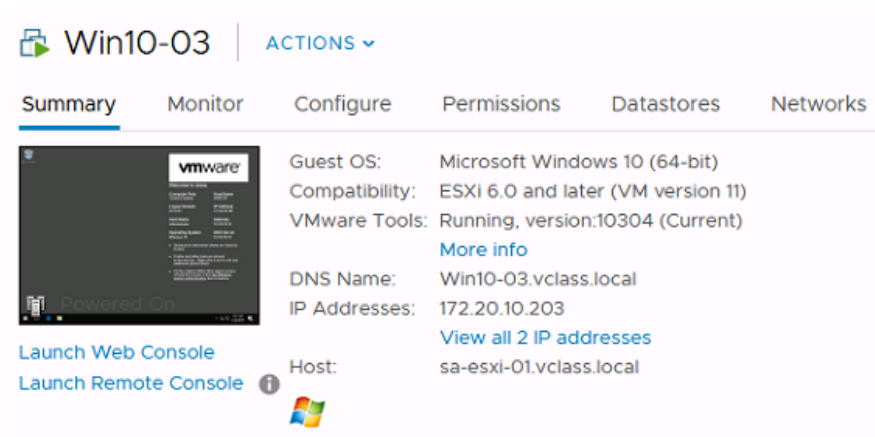 Win10-03 ACTIONS
Summary Monitor Configure Permissions Datastores Networks
vmware
Powered On
Guest OS: Microsoft Windows 10 (64-bit)
Compatibility: ESXi 6.0 and later (VM version 11)
VMware Tools: Running, version:10304 (Current)
More info
DNS Name: Win10-03.vclass.local
IP Addresses: 172.20.10.203
View all 2 IP addresses
Host: sa-esxi-01.vclass.local
Launch Web Console
Launch Remote Console